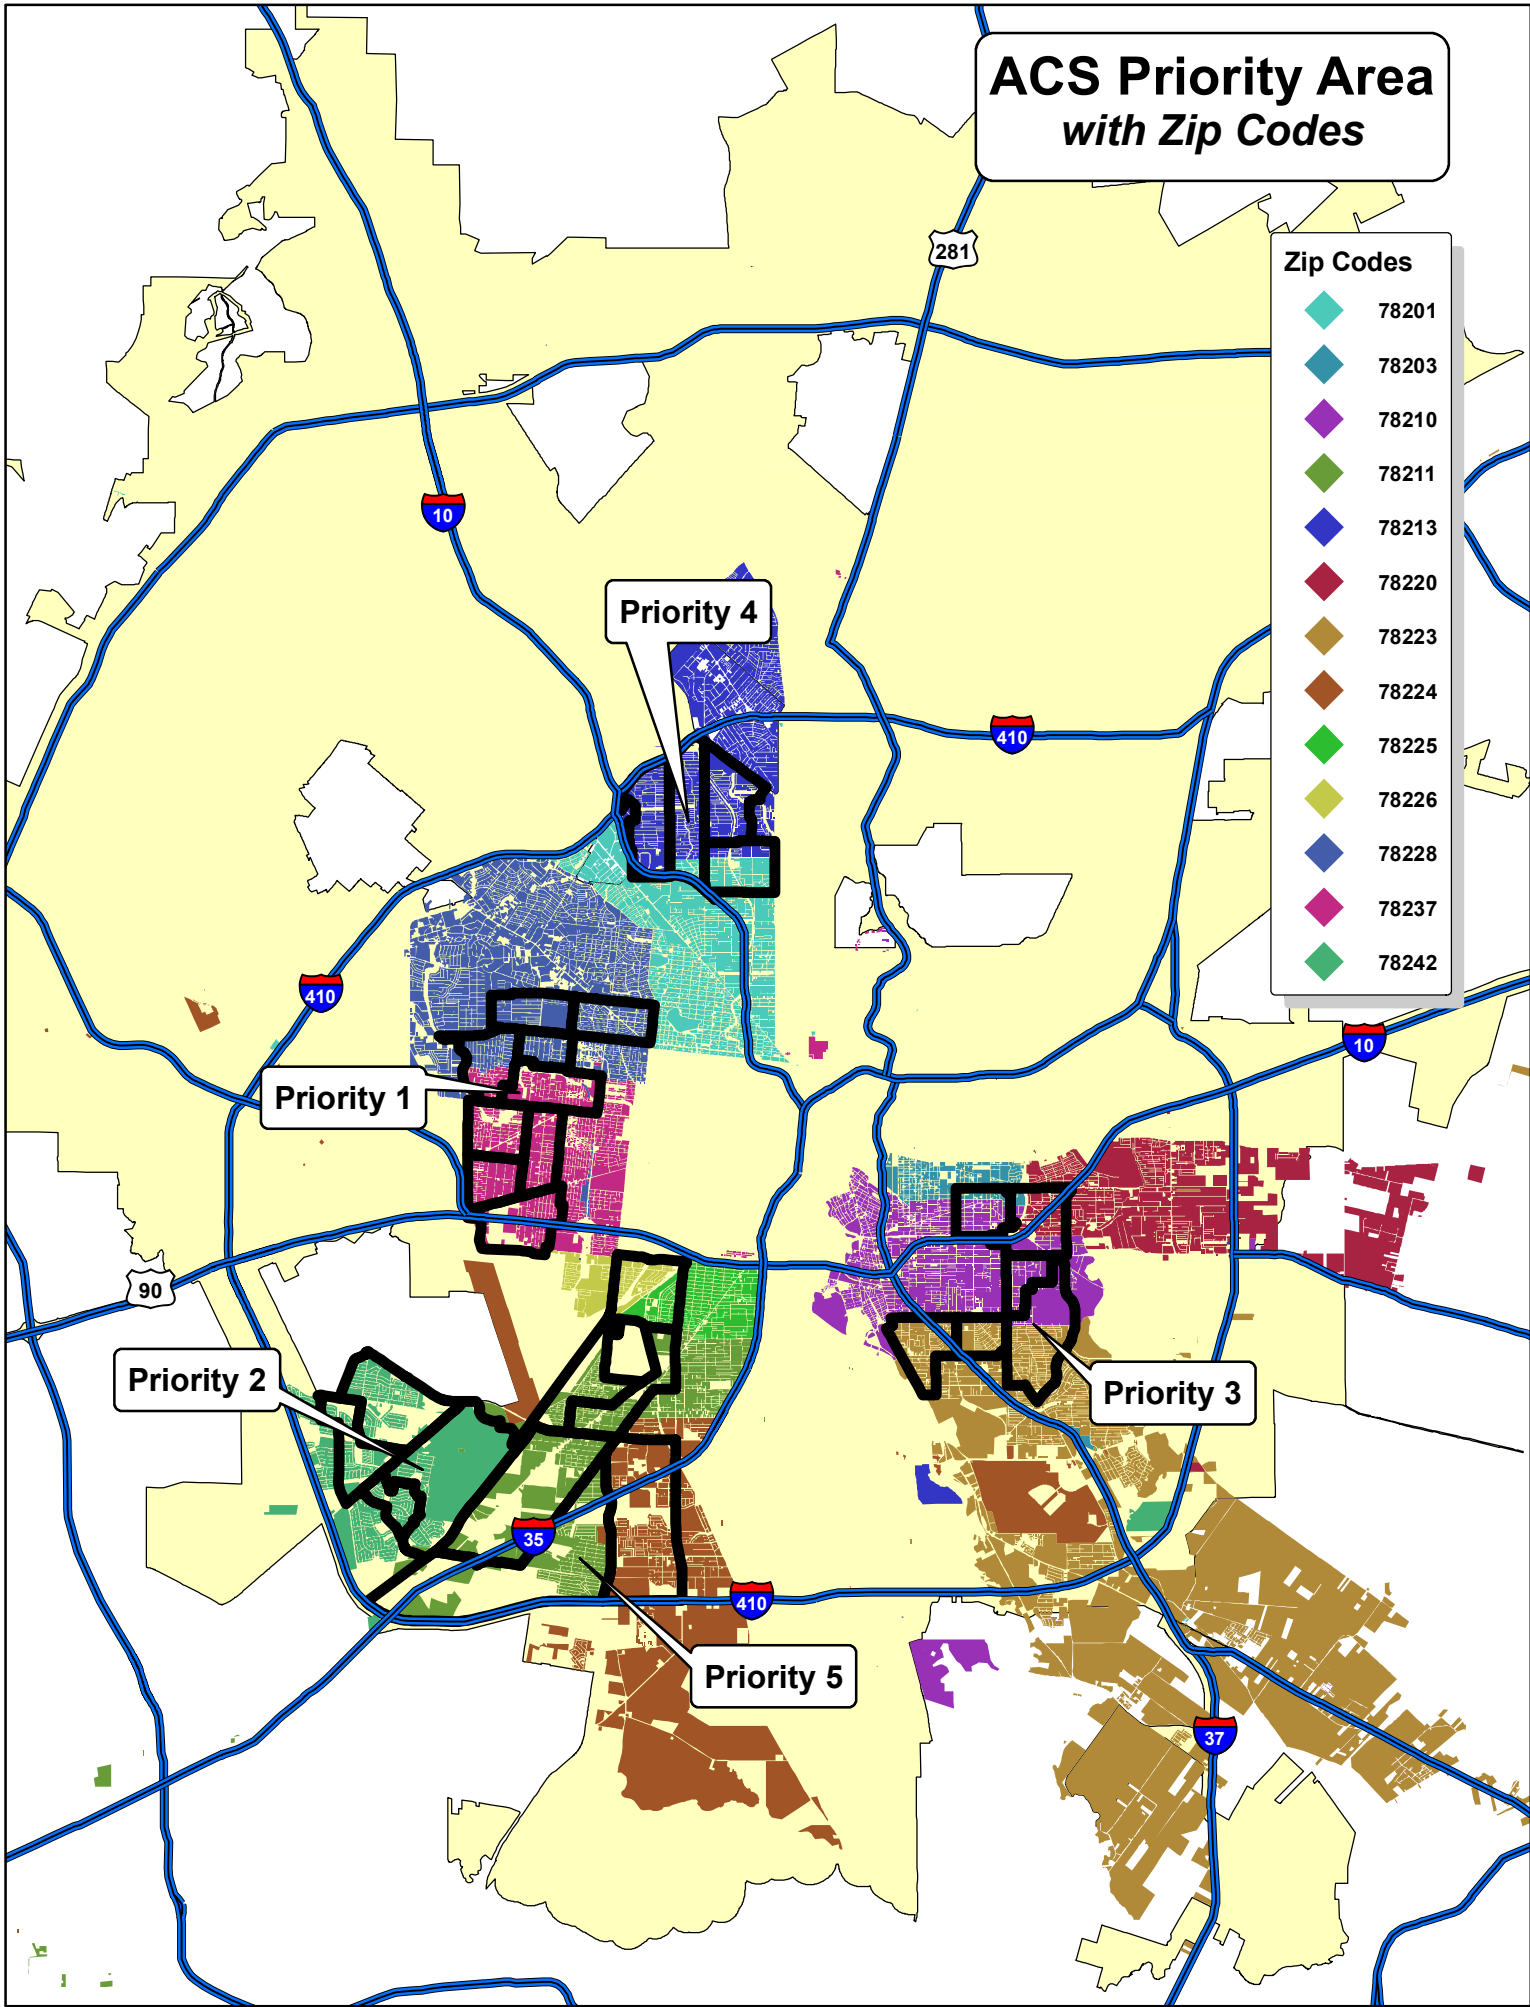 ACS Priority Area
with Zip Codes
281
Zip Codes
78201
78203
78210
78211
78213
78220
78223
78224
78225
78226
78228
78237
78242
10
Priority 4
410
410
10
Priority 1
90
Priority 2
Priority 3
35
410
Priority 5
37